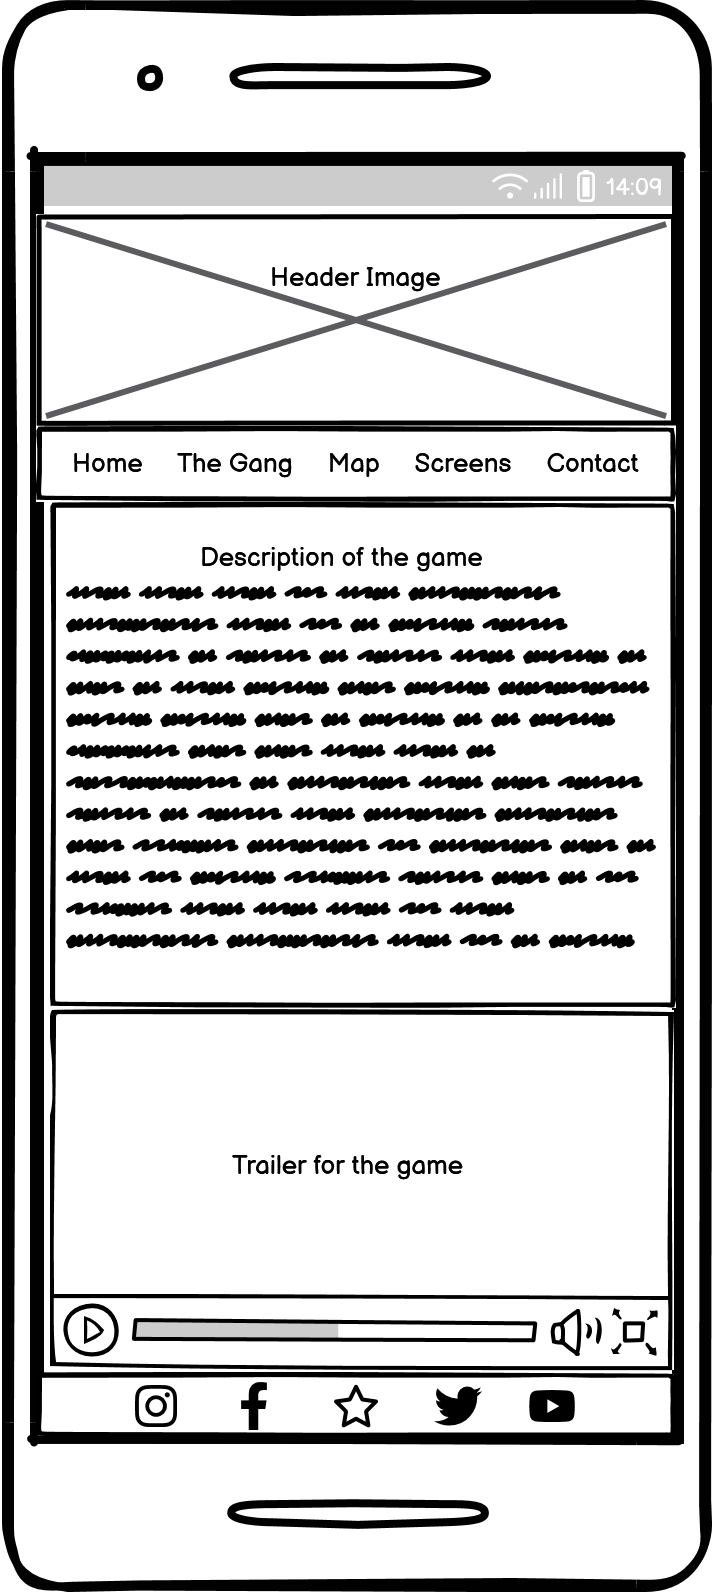 14:09
Header Image
Home The Gang Map Screens Contact
Description of the game
Trailer for the game